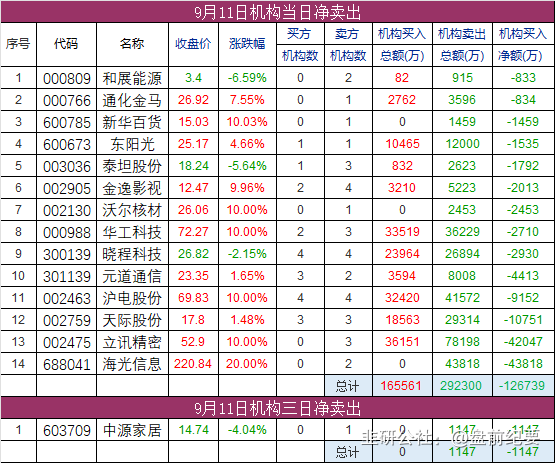 9月11日机构当日净卖出
序号 代码 名称 收盘价 涨跌幅 买方机构数 卖方机构数 机构买入总额(万) 机构卖出总额(万) 机构买入净额(万)
1 000809 和展能源 3.4 -6.59% 0 2 82 915 -833
2 000766 通化金马 26.92 7.55% 0 1 2762 3596 -834
3 600785 新华百货 15.03 10.03% 0 1 0 1459 -1459
4 600673 东阳光 25.17 4.66% 1 1 10465 12000 -1535
5 003036 泰坦股份 18.24 -5.64% 1 3 832 2623 -1792
6 002905 金逸影视 12.47 9.96% 2 4 3210 5223 -2013
7 002130 沃尔核材 26.06 10.00% 0 1 0 2453 -2453
8 000988 华工科技 72.27 10.00% 2 3 33519 36229 -2710
9 300139 晓程科技 26.82 -2.15% 4 4 23964 26894 -2930
10 301139 元道通信 23.35 1.65% 3 2 3594 8008 -4413
11 002463 沪电股份 69.83 10.00% 4 4 32420 41572 -9152
12 002759 天际股份 17.8 1.48% 3 3 18563 29314 -10751
13 002475 立讯精密 52.9 10.00% 0 3 36151 78198 -42047
14 688041 海光信息 220.84 20.00% 0 2 0 43818 -43818
总计 165561 292300 -126739
9月11日机构三日净卖出
1 603709 中源家居 14.74 -4.04% 0 1 0 1147 -1147
总计 0 1147 -1147
韭研公社：@盘前纪要